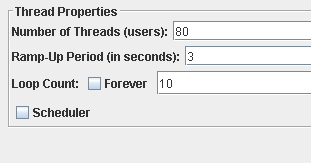 Thread Properties
Number of Threads (users): 80
Ramp-Up Period (in seconds): 3
Loop Count: Forever 10
Scheduler